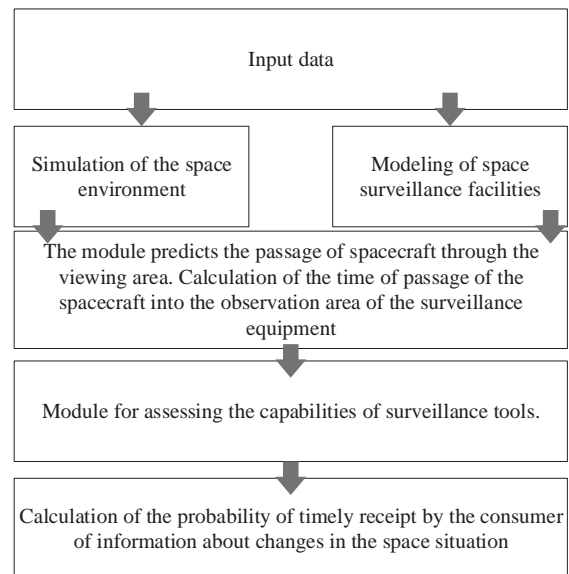 Input data
Simulation of the space
environment
Modeling of space
surveillance facilities
The module predicts the passage of spacecraft through the
viewing area. Calculation of the time of passage of the
spacecraft into the observation area of the surveillance
equipment
Module for assessing the capabilities of surveillance tools.
Calculation of the probability of timely receipt by the consumer
of information about changes in the space situation